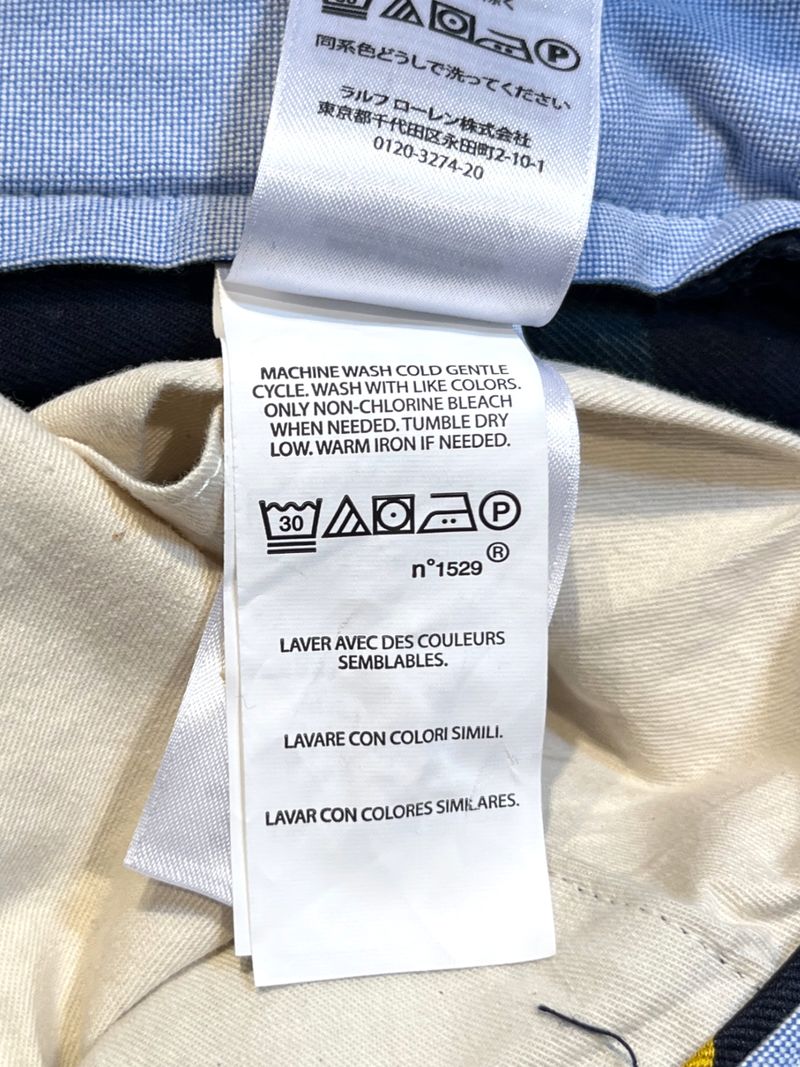 30
P
同系色どうしで洗ってください
ラルフ ローレン株式会社
東京都千代田区永田町2-10-1
0120-3274-20
MACHINE WASH COLD GENTLE
CYCLE. WASH WITH LIKE COLORS.
ONLY NON-CHLORINE BLEACH
WHEN NEEDED. TUMBLE DRY
LOW. WARM IRON IF NEEDED.
30 P
n°1529 ®
LAVER AVEC DES COULEURS
SEMBLABLES.
LAVARE CON COLORI SIMILI.
LAVAR CON COLORES SIMILARES.